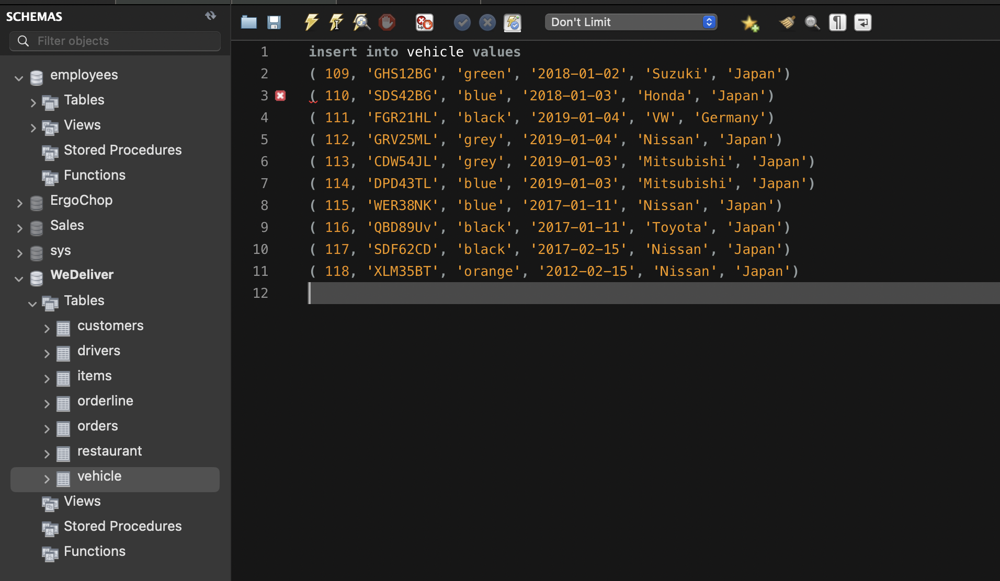 SCHEMAS
Filter objects
employees
Tables
Views
Stored Procedures
Functions
ErgoChop
Sales
sys
WeDeliver
Tables
customers
drivers
items
orderline
orders
restaurant
vehicle
Views
Stored Procedures
Functions
Don't Limit
1 insert into vehicle values
2 ( 109, 'GHS12BG', 'green', '2018-01-02', 'Suzuki', 'Japan')
3 ( 110, 'SDS42BG', 'blue', '2018-01-03', 'Honda', 'Japan')
4 ( 111, 'FGR21HL', 'black', '2019-01-04', 'VW', 'Germany')
5 ( 112, 'GRV25ML', 'grey', '2019-01-04', 'Nissan', 'Japan')
6 ( 113, 'CDW54JL', 'grey', '2019-01-03', 'Mitsubishi', 'Japan')
7 ( 114, 'DPD43TL', 'blue', '2019-01-03', 'Mitsubishi', 'Japan')
8 ( 115, 'WER38NK', 'blue', '2017-01-11', 'Nissan', 'Japan')
9 ( 116, 'QBD89Uv', 'black', '2017-01-11', 'Toyota', 'Japan')
10 ( 117, 'SDF62CD', 'black', '2017-02-15', 'Nissan', 'Japan')
11 ( 118, 'XLM35BT', 'orange', '2012-02-15', 'Nissan', 'Japan')
12